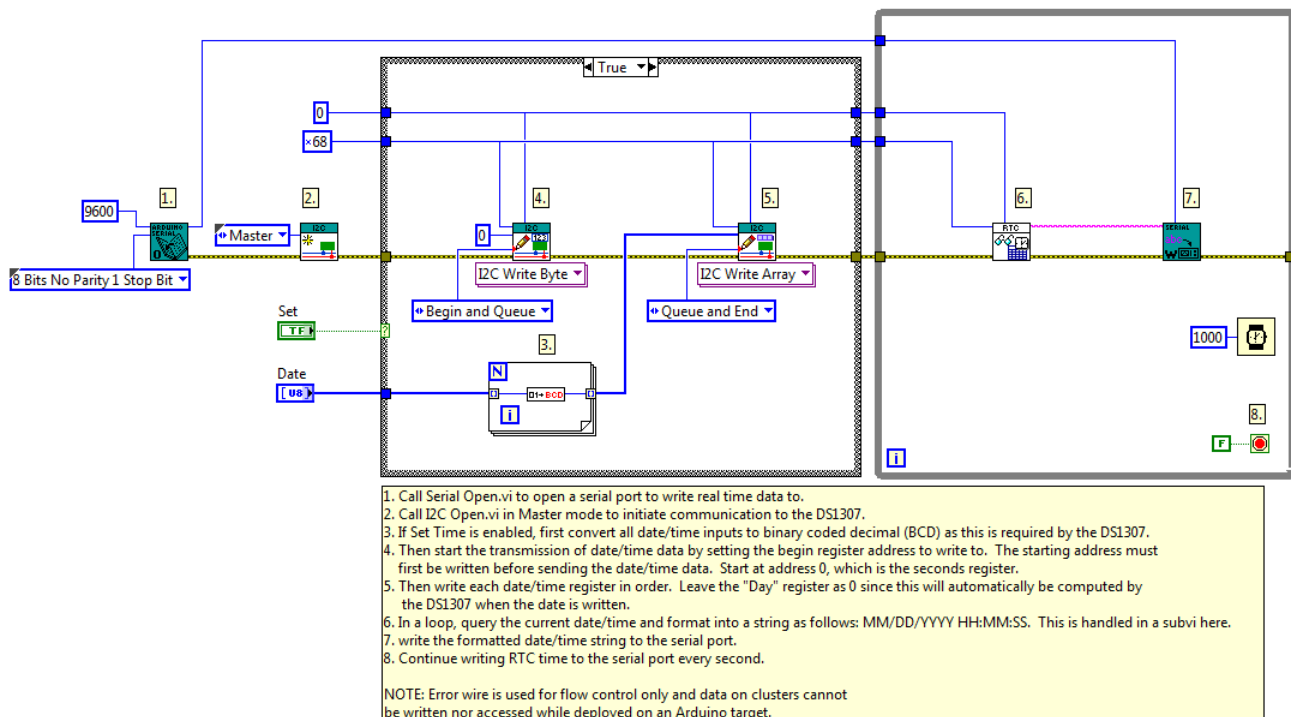 True
0
×68
1.
2.
4.
5.
6.
7.
9600
ARDUINO
SERIAL
O
Master
I2C
0
I2C
123
I2C
RTC
SERIAL
abc
W
8 Bits No Parity 1 Stop Bit
I2C Write Byte
I2C Write Array
Begin and Queue
Queue and End
Set
TF
?
3.
1000
Date
[U8]
N
BCD
i
8.
F
i
1. Call Serial Open.vi to open a serial port to write real time data to.
2. Call I2C Open.vi in Master mode to initiate communication to the DS1307.
3. If Set Time is enabled, first convert all date/time inputs to binary coded decimal (BCD) as this is required by the DS1307.
4. Then start the transmission of date/time data by setting the begin register address to write to. The starting address must
first be written before sending the date/time data. Start at address 0, which is the seconds register.
5. Then write each date/time register in order. Leave the "Day" register as 0 since this will automatically be computed by
the DS1307 when the date is written.
6. In a loop, query the current date/time and format into a string as follows: MM/DD/YYYY HH:MM:SS. This is handled in a subvi here.
7. write the formatted date/time string to the serial port.
8. Continue writing RTC time to the serial port every second.
NOTE: Error wire is used for flow control only and data on clusters cannot
be written nor accessed while deployed on an Arduino target.